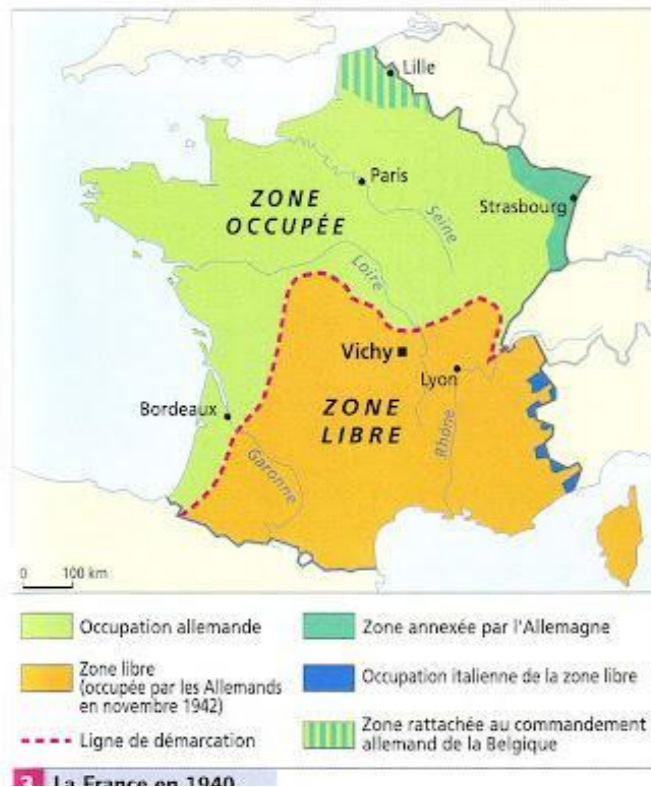 Lille
Paris
Strasbourg
ZONE
OCCUPÉE
Seine
Loire
Vichy
Lyon
Bordeaux
ZONE
LIBRE
Rhône
Garonne
0 100 km
Occupation allemande
Zone libre
(occupée par les Allemands
en novembre 1942)
Ligne de démarcation
Zone annexée par l'Allemagne
Occupation italienne de la zone libre
Zone rattachée au commandement
allemand de la Belgique
3 La France en 1940